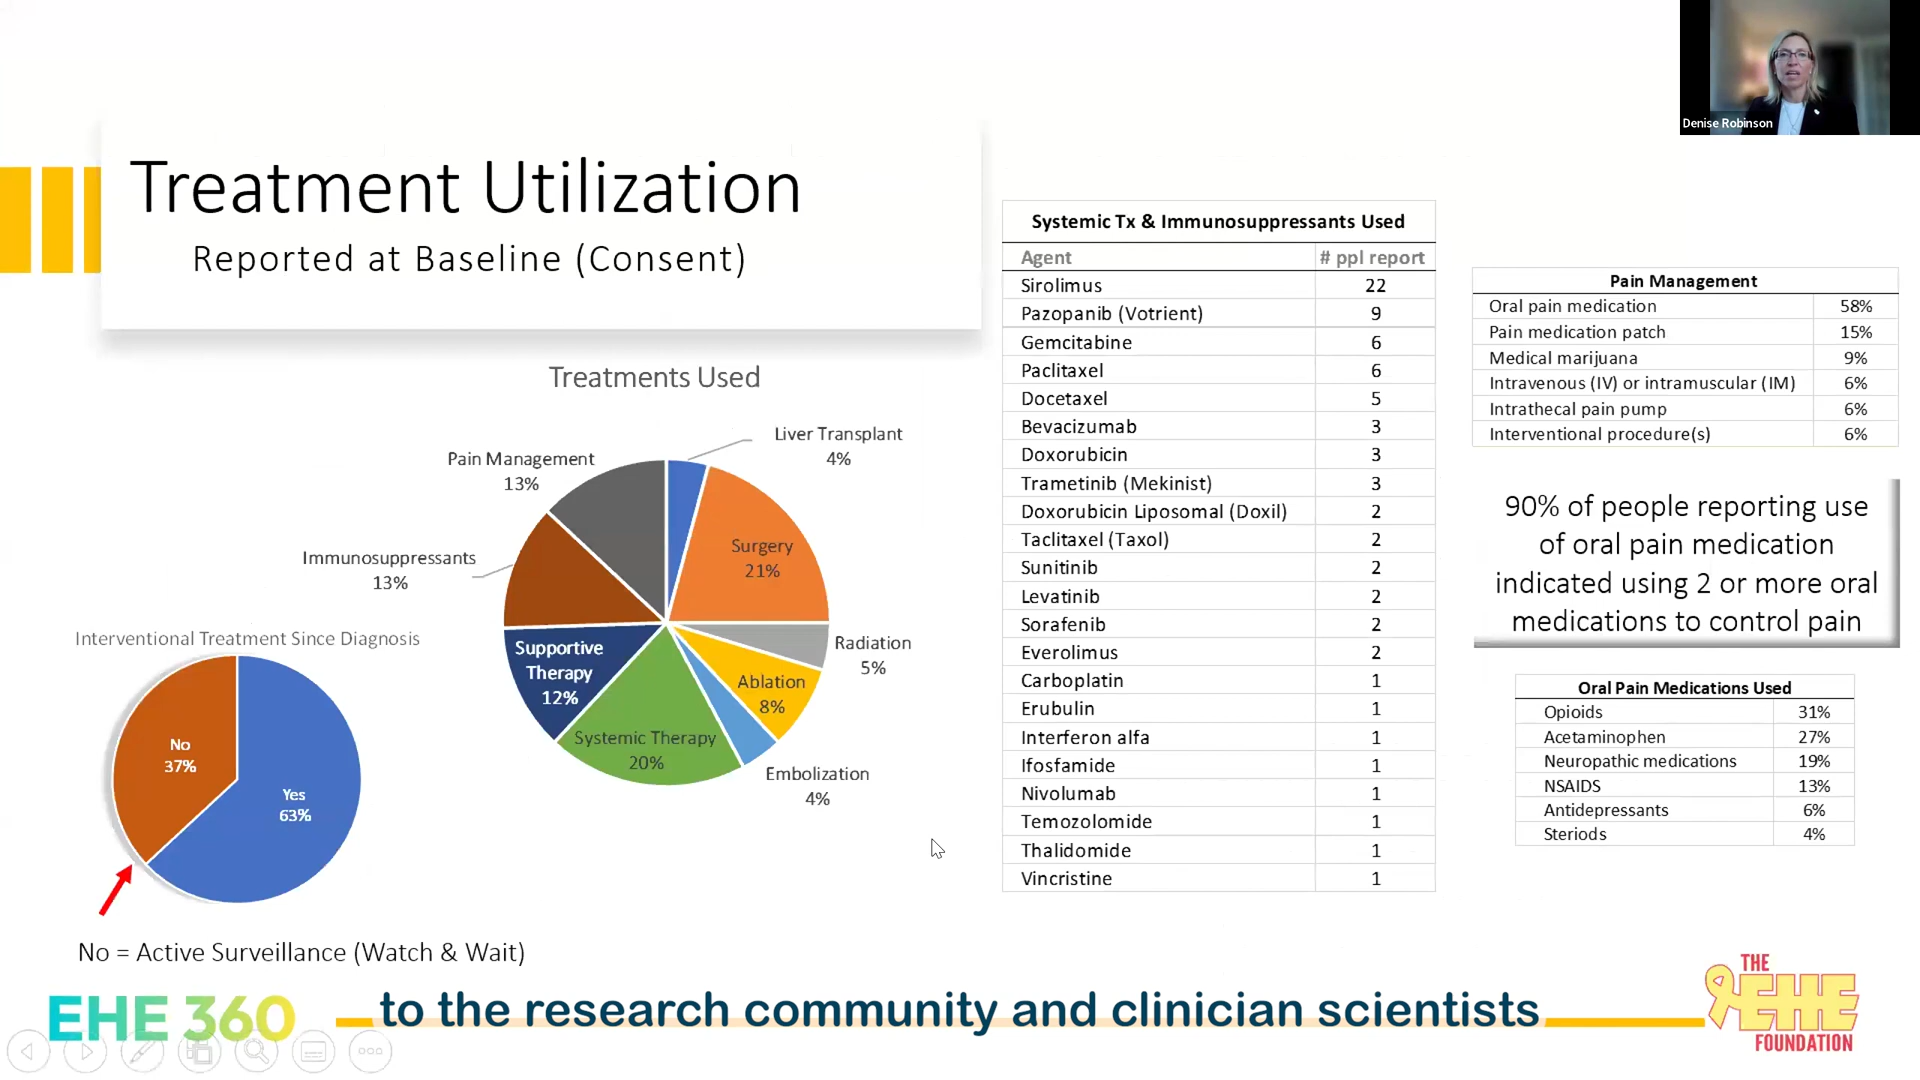 Denise Robinson
Treatment Utilization
Reported at Baseline (Consent)
Treatments Used
Liver Transplant
4%
Surgery
21%
Radiation
5%
Ablation
8%
Embolization
4%
Systemic Therapy
20%
Supportive
Therapy
12%
Immunosuppressants
13%
Pain Management
13%
Interventional Treatment Since Diagnosis
No
37%
Yes
63%
No = Active Surveillance (Watch & Wait)
Systemic Tx & Immunosuppressants Used
Agent # ppl report
Sirolimus 22
Pazopanib (Votrient) 9
Gemcitabine 6
Paclitaxel 6
Docetaxel 5
Bevacizumab 3
Doxorubicin 3
Trametinib (Mekinist) 3
Doxorubicin Liposomal (Doxil) 2
Taclitaxel (Taxol) 2
Sunitinib 2
Levatinib 2
Sorafenib 2
Everolimus 2
Carboplatin 1
Erubulin 1
Interferon alfa 1
Ifosfamide 1
Nivolumab 1
Temozolomide 1
Thalidomide 1
Vincristine 1
Pain Management
Oral pain medication 58%
Pain medication patch 15%
Medical marijuana 9%
Intravenous (IV) or intramuscular (IM) 6%
Intrathecal pain pump 6%
Interventional procedure(s) 6%
90% of people reporting use
of oral pain medication
indicated using 2 or more oral
medications to control pain
Oral Pain Medications Used
Opioids 31%
Acetaminophen 27%
Neuropathic medications 19%
NSAIDS 13%
Antidepressants 6%
Steriods 4%
EHE 360
to the research community and clinician scientists
THE
EHE
FOUNDATION